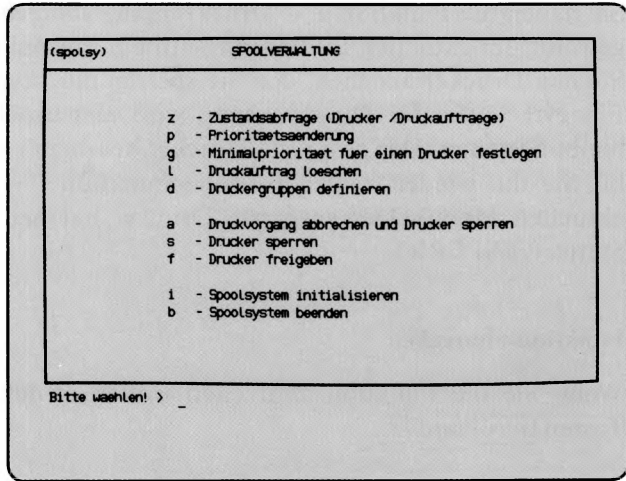 (spoolsy) SPOOLVERWALTUNG
z - Zustandsabfrage (Drucker /Druckauftraege)
p - Prioritaetsaenderung
g - Minimalprioritaet fuer einen Drucker festlegen
l - Druckauftrag loeschen
d - Druckergruppen definieren
a - Druckvorgang abbrechen und Drucker sperren
s - Drucker sperren
f - Drucker freigeben
i - Spoolsystem initialisieren
b - Spoolsystem beenden
Bitte waehlen! > _